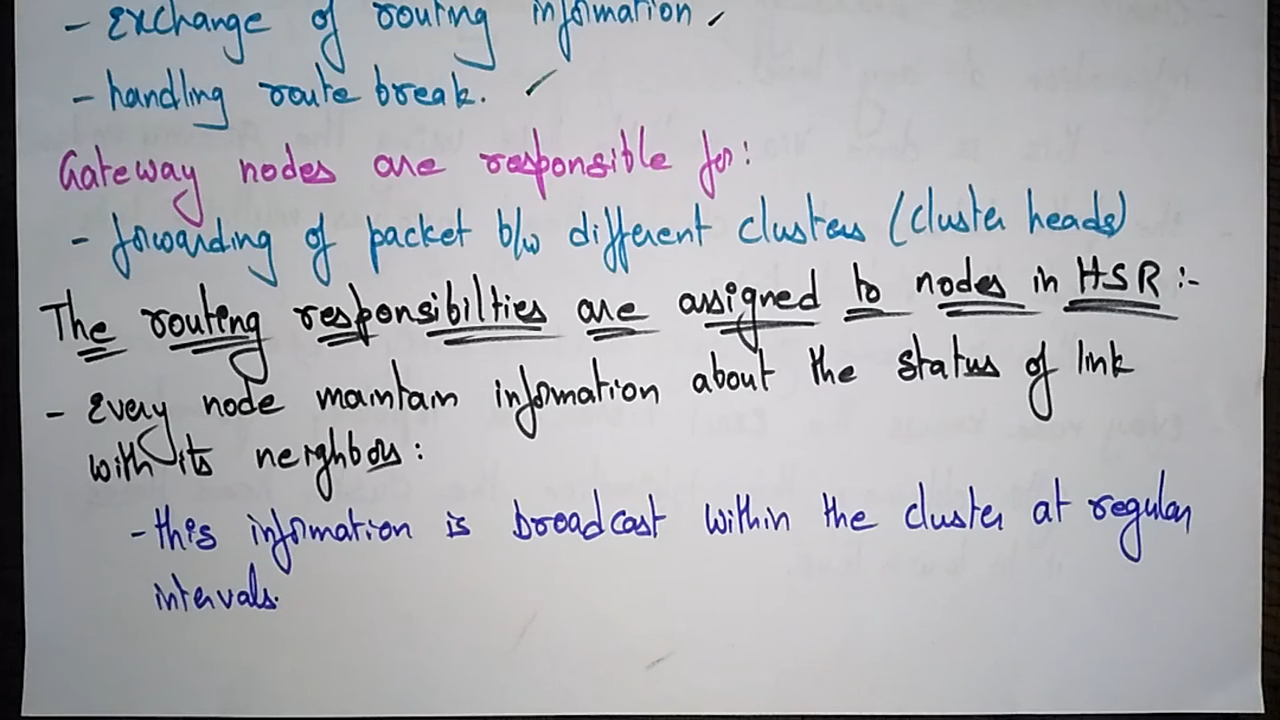 - Exchange of routing information
- handling route break.
Gateway nodes are responsible for:
- forwarding of packet b/w different clusters (cluster heads)
The routing responsibilties are assigned to nodes in HSR :-
- Every node maintain information about the status of link
with its neighbors:
- this information is broadcast within the cluster at regular
intervals.